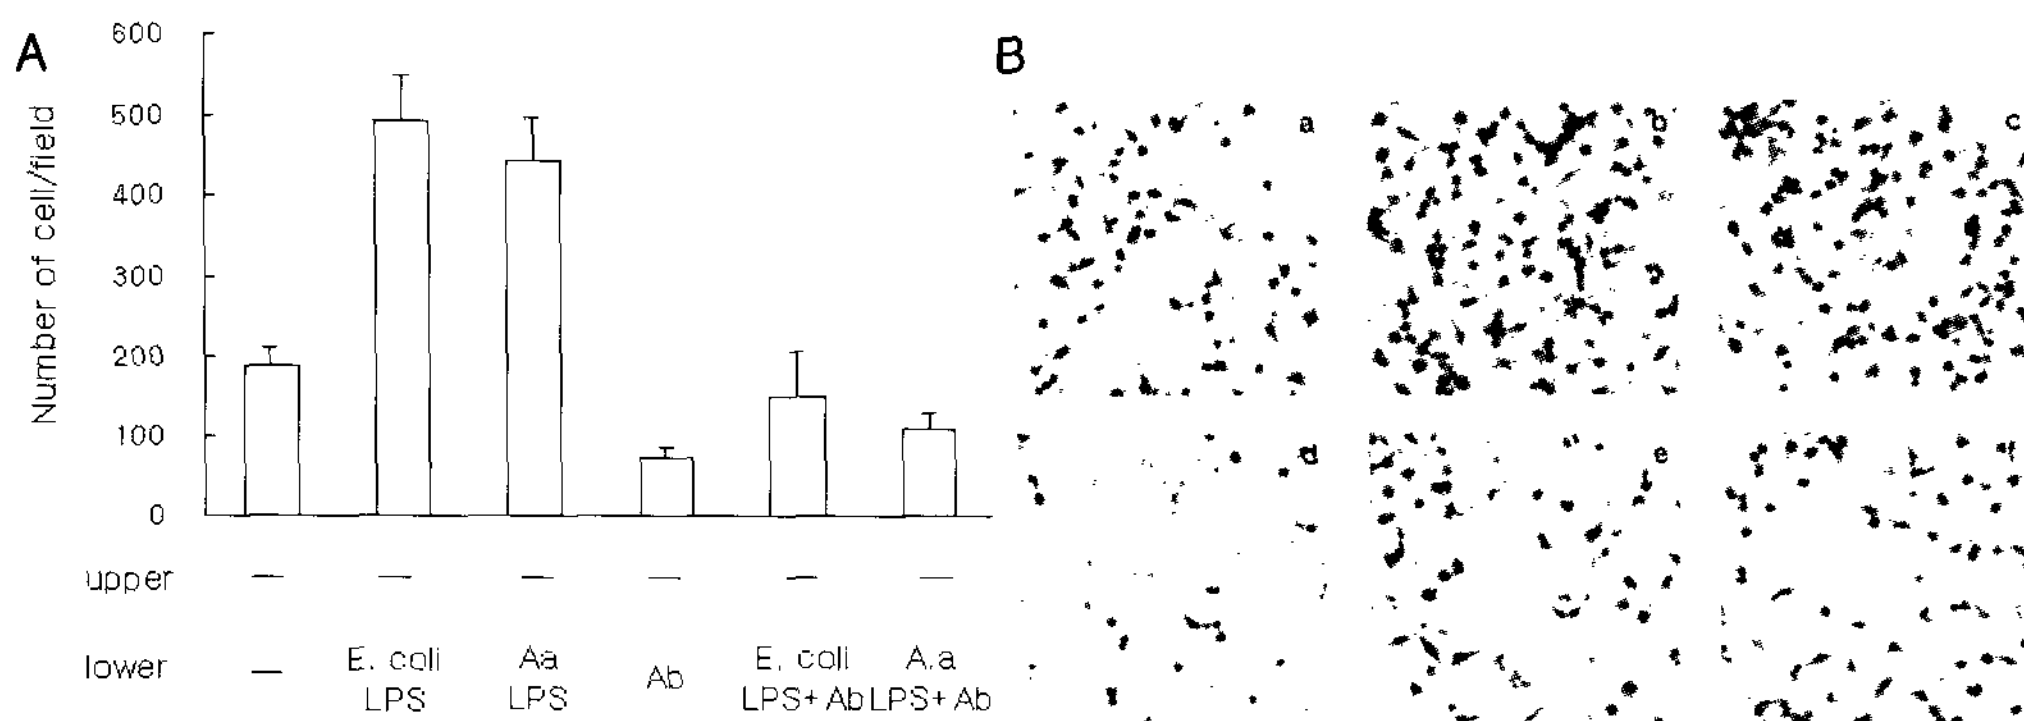 A
Number of cell/field
600
500
400
300
200
100
0
upper — — — — — —
lower — E. coli LPS Aa LPS Ab E. coli LPS+Ab A.a LPS+Ab
B
a
b
c
d
e
f